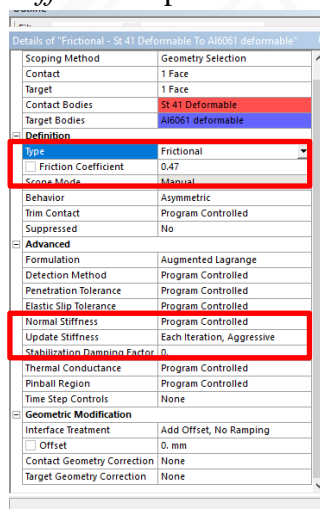 Details of "Frictional - St 41 Deformable To Al6061 deformable"
Scoping Method Geometry Selection
Contact 1 Face
Target 1 Face
Contact Bodies St 41 Deformable
Target Bodies Al6061 deformable
Definition
Type Frictional
Friction Coefficient 0.47
Scope Mode Manual
Behavior Asymmetric
Trim Contact Program Controlled
Suppressed No
Advanced
Formulation Augmented Lagrange
Detection Method Program Controlled
Penetration Tolerance Program Controlled
Elastic Slip Tolerance Program Controlled
Normal Stiffness Program Controlled
Update Stiffness Each Iteration, Aggressive
Stabilization Damping Factor 0.
Thermal Conductance Program Controlled
Pinball Region Program Controlled
Time Step Controls None
Geometric Modification
Interface Treatment Add Offset, No Ramping
Offset 0. mm
Contact Geometry Correction None
Target Geometry Correction None